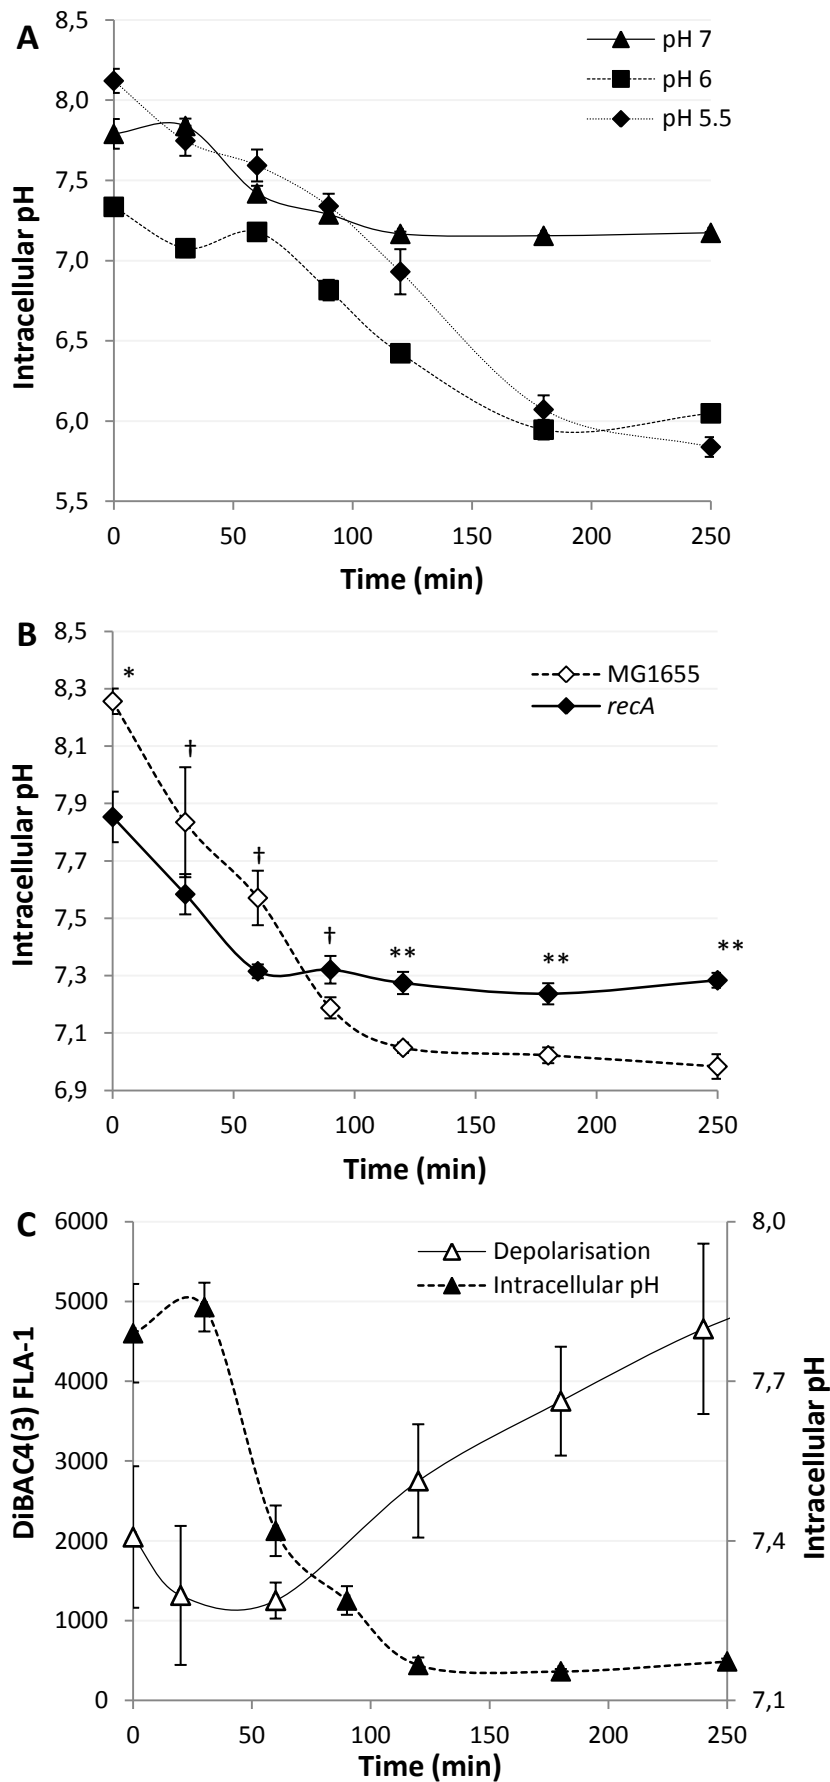 A
8,5
8,0
7,5
7,0
6,5
6,0
5,5
Intracellular pH
pH 7
pH 6
pH 5.5
0 50 100 150 200 250
Time (min)
B
8,5
8,3
8,1
7,9
7,7
7,5
7,3
7,1
6,9
Intracellular pH
MG1655
recA
*
†
†
†
**
**
**
0 50 100 150 200 250
Time (min)
C
6000
5000
4000
3000
2000
1000
0
DiBAC4(3) FLA-1
Depolarisation
Intracellular pH
8,0
7,7
7,4
7,1
Intracellular pH
0 50 100 150 200 250
Time (min)